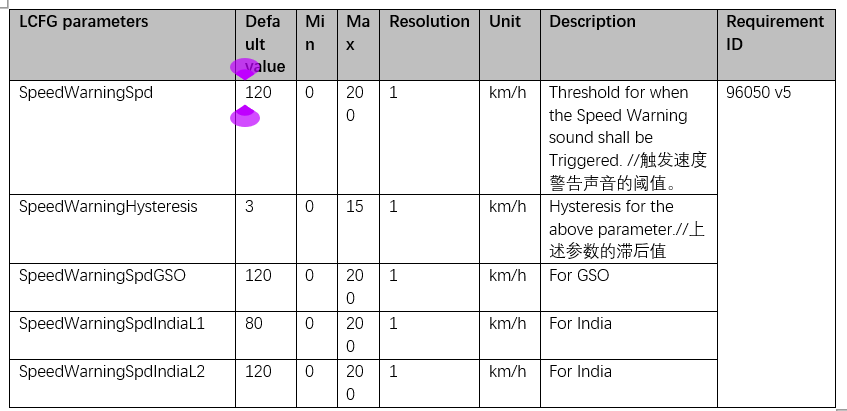 LCFG parameters
Defa
ult
value
Mi
n
Ma
x
Resolution
Unit
Description
Requirement
ID
SpeedWarningSpd
120
0
20
0
1
km/h
Threshold for when
the Speed Warning
sound shall be
Triggered. //触发速度
警告声音的阈值。
96050 v5
SpeedWarningHysteresis
3
0
15
1
km/h
Hysteresis for the
above parameter.//上
述参数的滞后值
SpeedWarningSpdGSO
120
0
20
0
1
km/h
For GSO
SpeedWarningSpdIndiaL1
80
0
20
0
1
km/h
For India
SpeedWarningSpdIndiaL2
120
0
20
0
1
km/h
For India